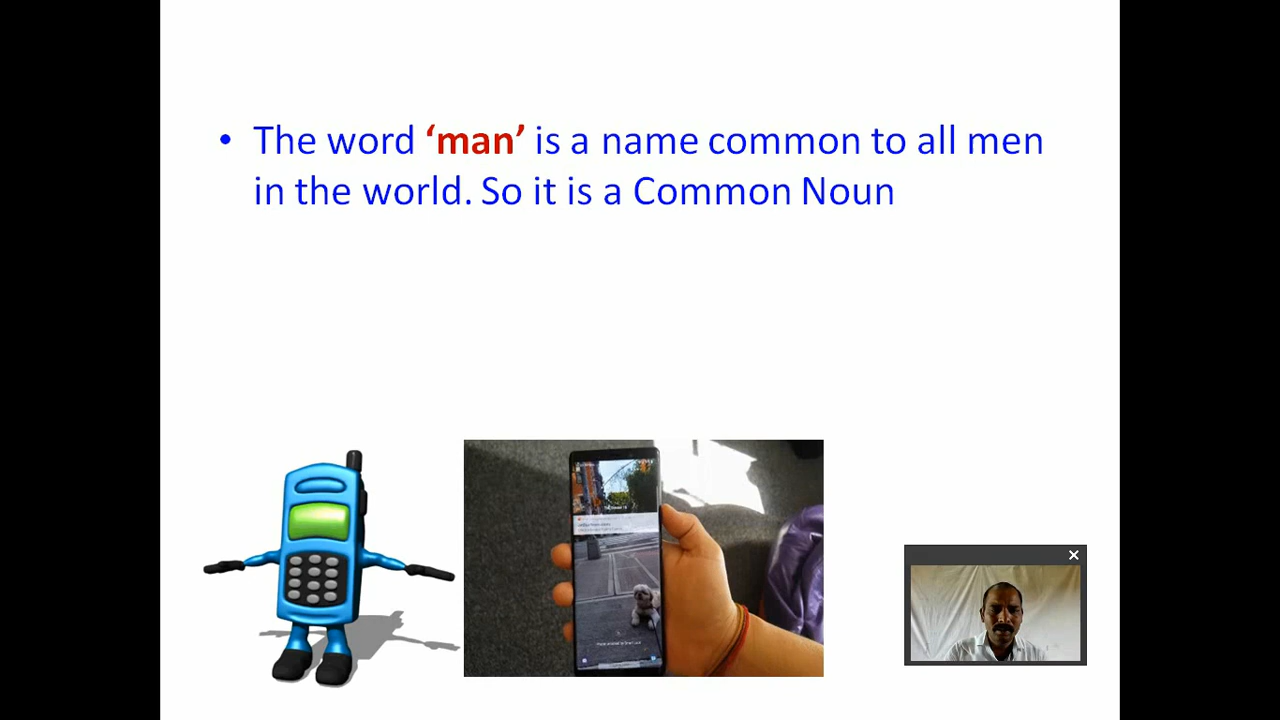 • The word ‘man’ is a name common to all men
in the world. So it is a Common Noun